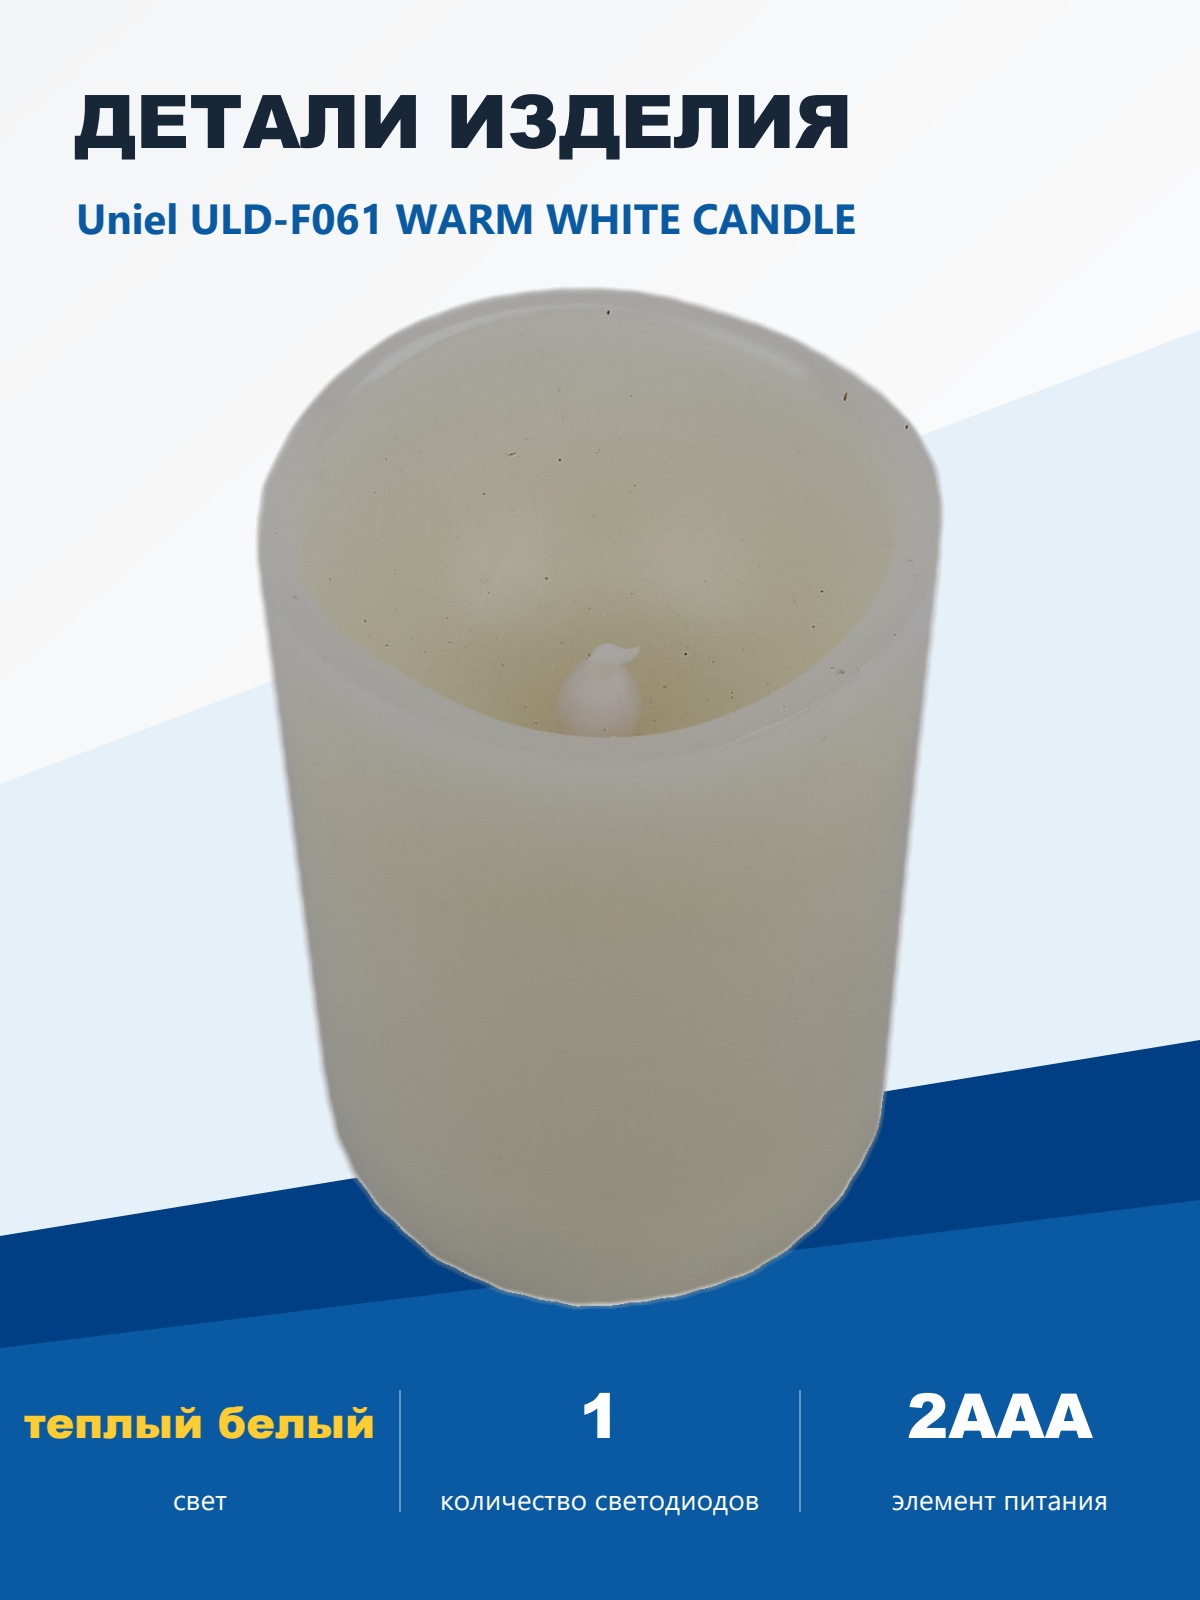 ДЕТАЛИ ИЗДЕЛИЯ
Uniel ULD-F061 WARM WHITE CANDLE
теплый белый
свет
1
количество светодиодов
2AAA
элемент питания